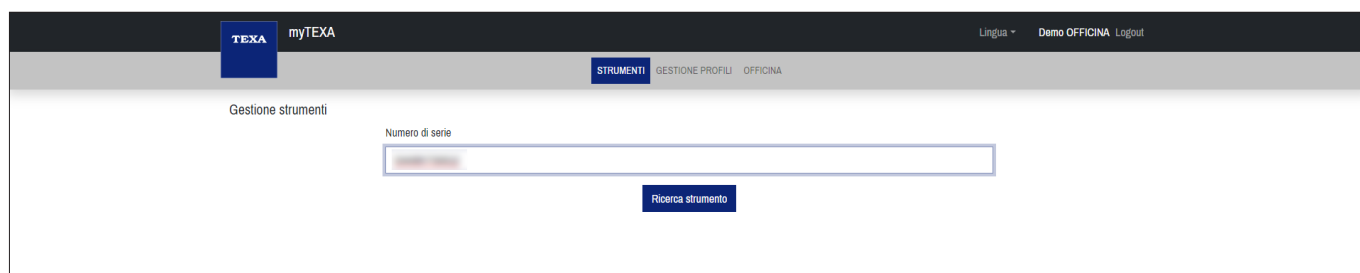 TEXA myTEXA Lingua Demo OFFICINA Logout
STRUMENTI GESTIONE PROFILI OFFICINA
Gestione strumenti
Numero di serie
Ricerca strumento